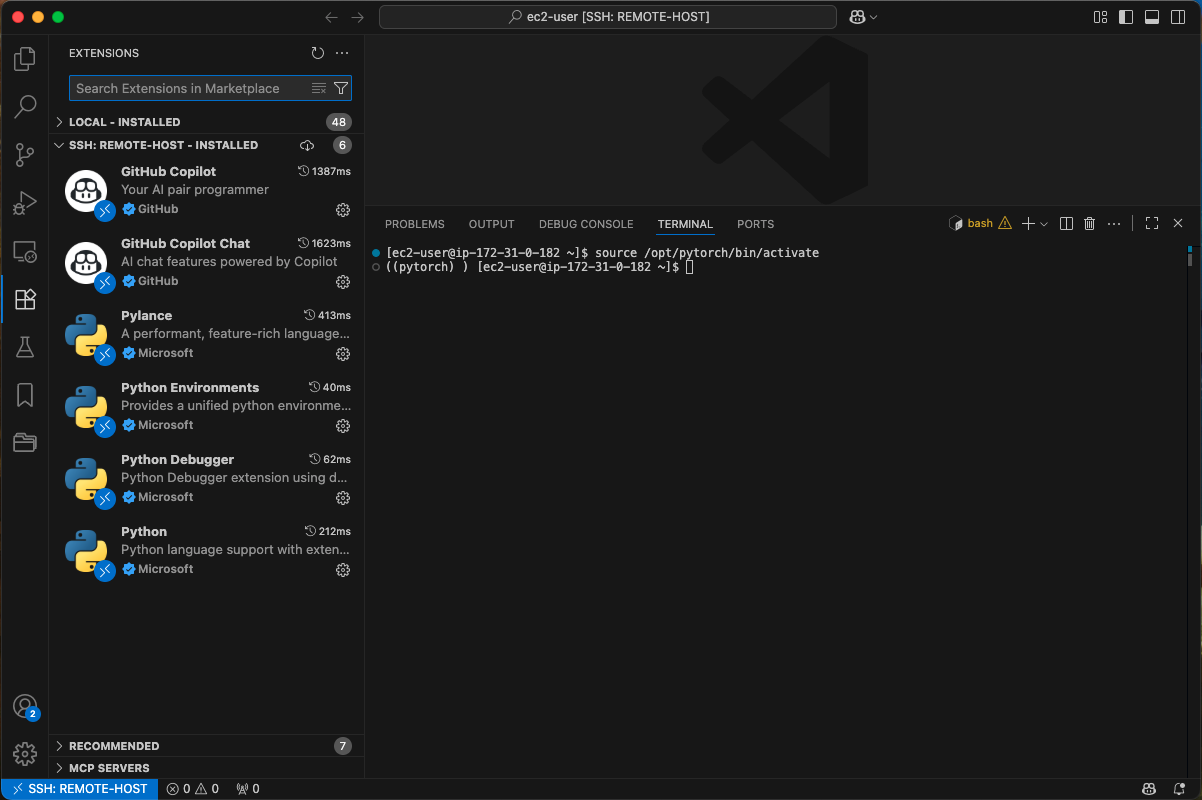 ec2-user [SSH: REMOTE-HOST]
EXTENSIONS
Search Extensions in Marketplace
LOCAL - INSTALLED
48
SSH: REMOTE-HOST - INSTALLED
6
GitHub Copilot
1387ms
Your AI pair programmer
GitHub
GitHub Copilot Chat
1623ms
AI chat features powered by Copilot
GitHub
Pylance
413ms
A performant, feature-rich language...
Microsoft
Python Environments
40ms
Provides a unified python environme...
Microsoft
Python Debugger
62ms
Python Debugger extension using d...
Microsoft
Python
212ms
Python language support with exten...
Microsoft
RECOMMENDED
7
MCP SERVERS
2
PROBLEMS
OUTPUT
DEBUG CONSOLE
TERMINAL
PORTS
bash
[ec2-user@ip-172-31-0-182 ~]$ source /opt/pytorch/bin/activate
((pytorch) ) [ec2-user@ip-172-31-0-182 ~]$
SSH: REMOTE-HOST
0
0
0